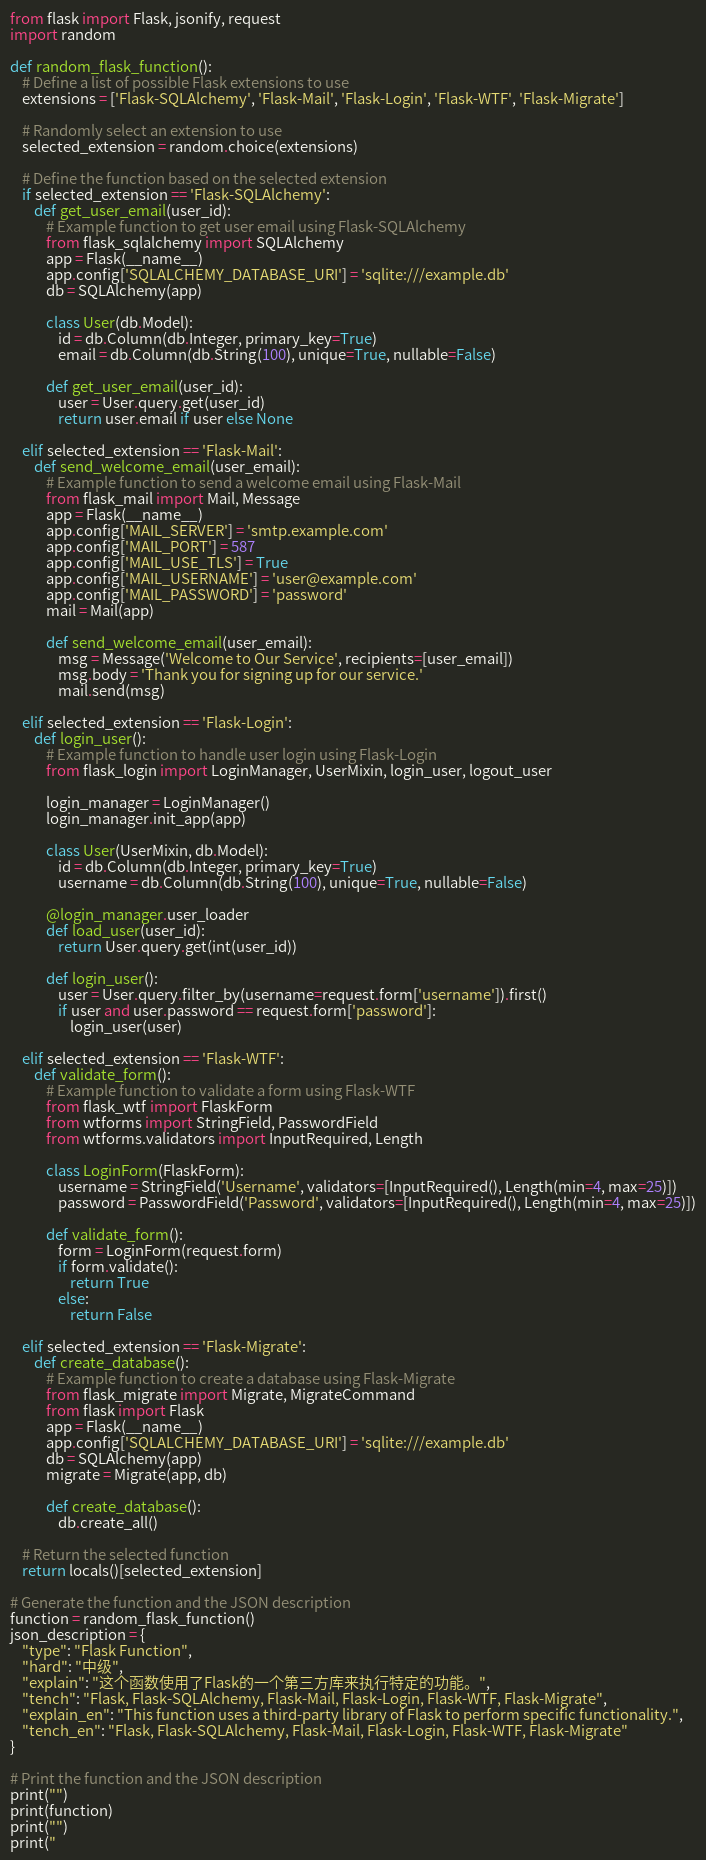 from flask import Flask, jsonify, request
import random

def random_flask_function():
    # Define a list of possible Flask extensions to use
    extensions = ['Flask-SQLAlchemy', 'Flask-Mail', 'Flask-Login', 'Flask-WTF', 'Flask-Migrate']

    # Randomly select an extension to use
    selected_extension = random.choice(extensions)

    # Define the function based on the selected extension
    if selected_extension == 'Flask-SQLAlchemy':
        def get_user_email(user_id):
            # Example function to get user email using Flask-SQLAlchemy
            from flask_sqlalchemy import SQLAlchemy
            app = Flask(__name__)
            app.config['SQLALCHEMY_DATABASE_URI'] = 'sqlite:///example.db'
            db = SQLAlchemy(app)

            class User(db.Model):
                id = db.Column(db.Integer, primary_key=True)
                email = db.Column(db.String(100), unique=True, nullable=False)

            def get_user_email(user_id):
                user = User.query.get(user_id)
                return user.email if user else None

    elif selected_extension == 'Flask-Mail':
        def send_welcome_email(user_email):
            # Example function to send a welcome email using Flask-Mail
            from flask_mail import Mail, Message
            app = Flask(__name__)
            app.config['MAIL_SERVER'] = 'smtp.example.com'
            app.config['MAIL_PORT'] = 587
            app.config['MAIL_USE_TLS'] = True
            app.config['MAIL_USERNAME'] = 'user@example.com'
            app.config['MAIL_PASSWORD'] = 'password'
            mail = Mail(app)

            def send_welcome_email(user_email):
                msg = Message('Welcome to Our Service', recipients=[user_email])
                msg.body = 'Thank you for signing up for our service.'
                mail.send(msg)

    elif selected_extension == 'Flask-Login':
        def login_user():
            # Example function to handle user login using Flask-Login
            from flask_login import LoginManager, UserMixin, login_user, logout_user

            login_manager = LoginManager()
            login_manager.init_app(app)

            class User(UserMixin, db.Model):
                id = db.Column(db.Integer, primary_key=True)
                username = db.Column(db.String(100), unique=True, nullable=False)

            @login_manager.user_loader
            def load_user(user_id):
                return User.query.get(int(user_id))

            def login_user():
                user = User.query.filter_by(username=request.form['username']).first()
                if user and user.password == request.form['password']:
                    login_user(user)

    elif selected_extension == 'Flask-WTF':
        def validate_form():
            # Example function to validate a form using Flask-WTF
            from flask_wtf import FlaskForm
            from wtforms import StringField, PasswordField
            from wtforms.validators import InputRequired, Length

            class LoginForm(FlaskForm):
                username = StringField('Username', validators=[InputRequired(), Length(min=4, max=25)])
                password = PasswordField('Password', validators=[InputRequired(), Length(min=4, max=25)])

            def validate_form():
                form = LoginForm(request.form)
                if form.validate():
                    return True
                else:
                    return False

    elif selected_extension == 'Flask-Migrate':
        def create_database():
            # Example function to create a database using Flask-Migrate
            from flask_migrate import Migrate, MigrateCommand
            from flask import Flask
            app = Flask(__name__)
            app.config['SQLALCHEMY_DATABASE_URI'] = 'sqlite:///example.db'
            db = SQLAlchemy(app)
            migrate = Migrate(app, db)

            def create_database():
                db.create_all()

    # Return the selected function
    return locals()[selected_extension]

# Generate the function and the JSON description
function = random_flask_function()
json_description = {
    "type": "Flask Function",
    "hard": "中级",
    "explain": "这个函数使用了Flask的一个第三方库来执行特定的功能。",
    "tench": "Flask, Flask-SQLAlchemy, Flask-Mail, Flask-Login, Flask-WTF, Flask-Migrate",
    "explain_en": "This function uses a third-party library of Flask to perform specific functionality.",
    "tench_en": "Flask, Flask-SQLAlchemy, Flask-Mail, Flask-Login, Flask-WTF, Flask-Migrate"
}

# Print the function and the JSON description
print("")
print(function)
print("")
print("